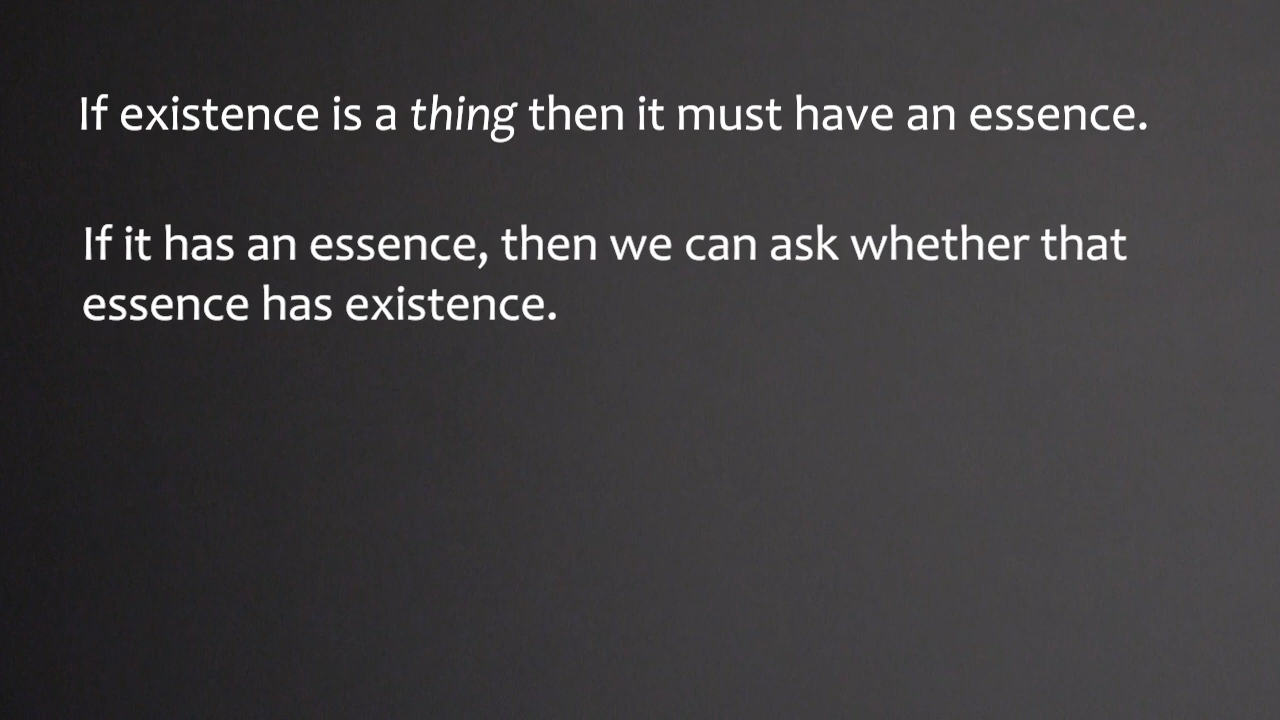 If existence is a thing then it must have an essence.
If it has an essence, then we can ask whether that
essence has existence.